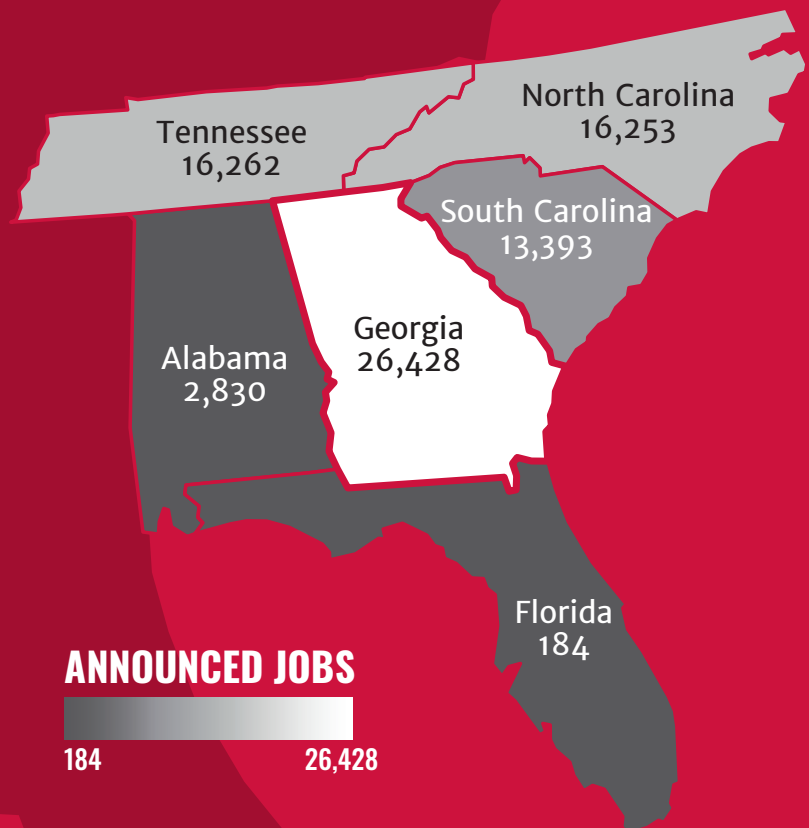 North Carolina
16,253
Tennessee
16,262
South Carolina
13,393
Georgia
26,428
Alabama
2,830
Florida
184
ANNOUNCED JOBS
184 26,428